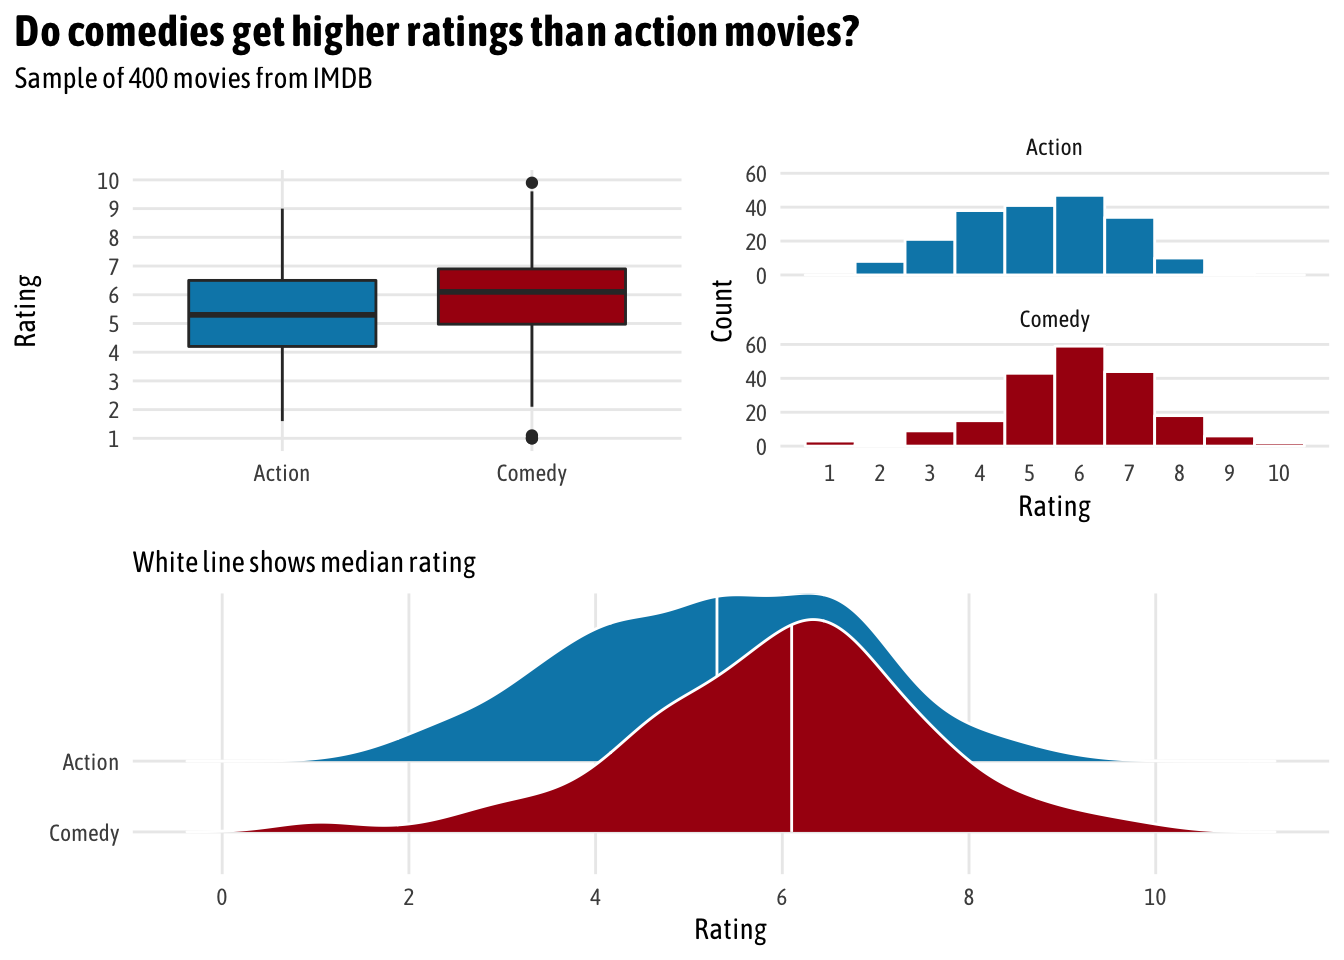 Do comedies get higher ratings than action movies?
Sample of 400 movies from IMDB
Rating
10
9
8
7
6
5
4
3
2
1
Action Comedy
Count
Action
60
40
20
0
Comedy
60
40
20
0
1 2 3 4 5 6 7 8 9 10
Rating
White line shows median rating
Action
Comedy
0 2 4 6 8 10
Rating